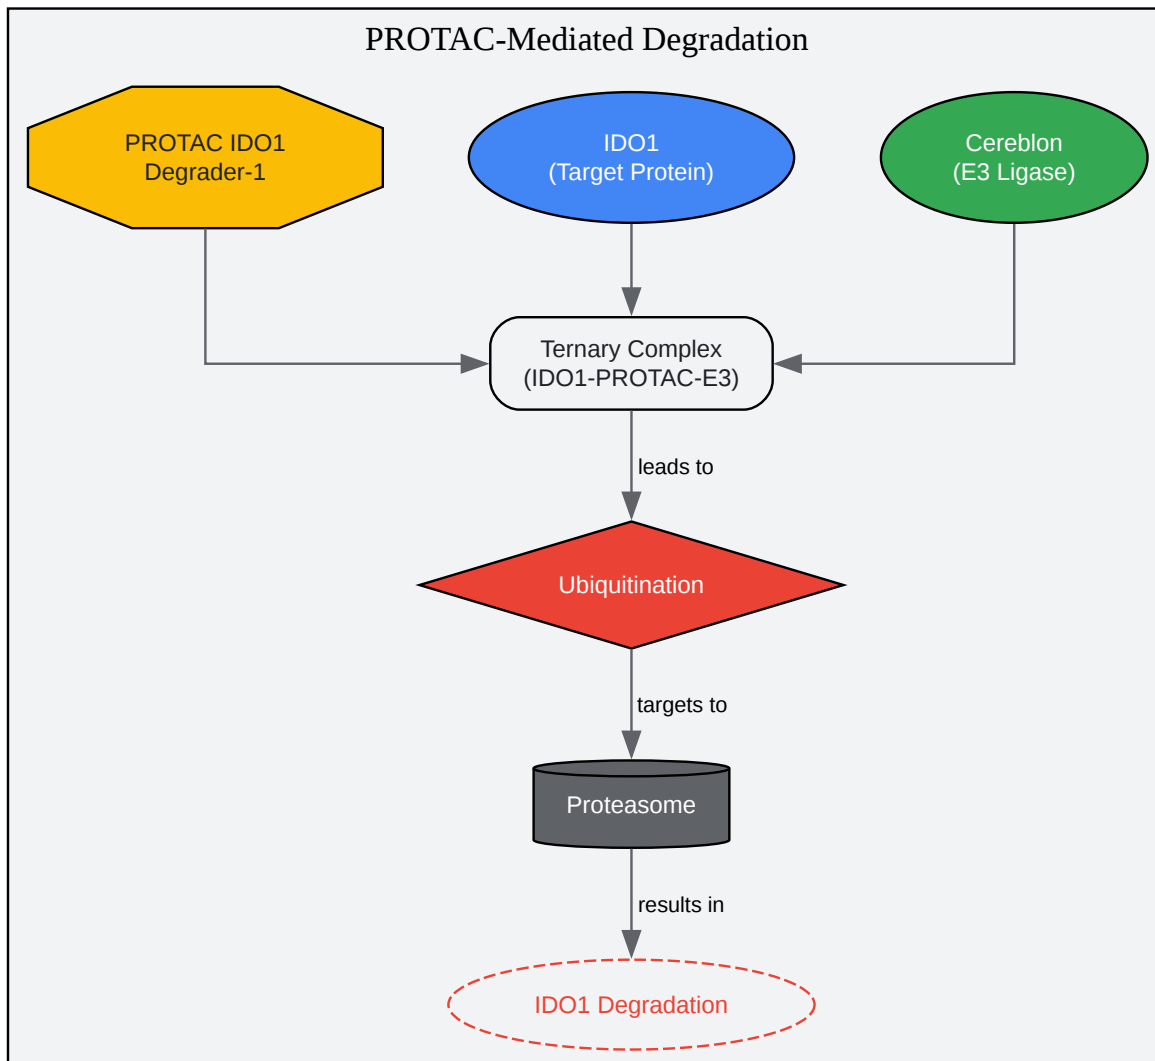 PROTAC-Mediated Degradation
PROTAC IDO1
Degrader-1
IDO1
(Target Protein)
Cereblon
(E3 Ligase)
Ternary Complex
(IDO1-PROTAC-E3)
leads to
Ubiquitination
targets to
Proteasome
results in
IDO1 Degradation